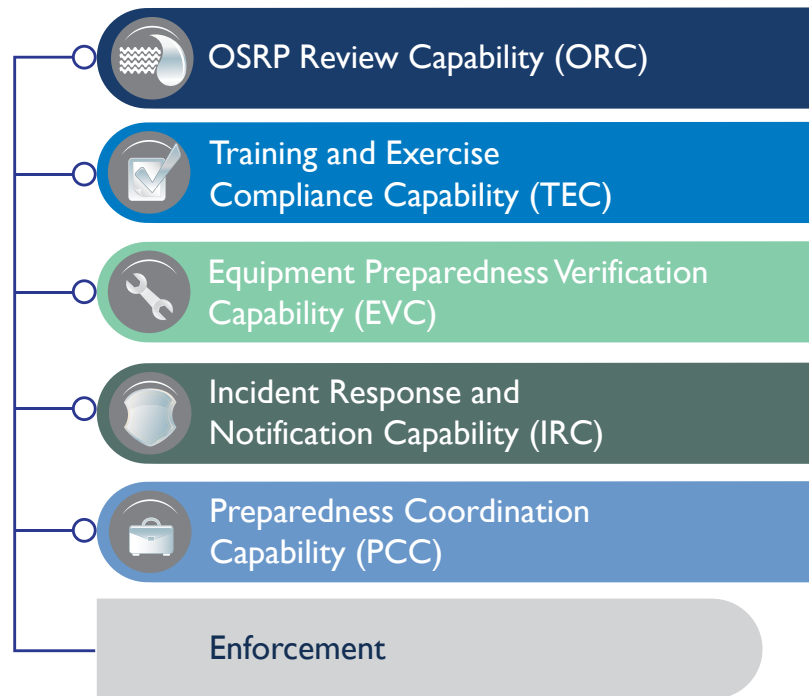 OSRP Review Capability (ORC)
Training and Exercise
Compliance Capability (TEC)
Equipment Preparedness Verification
Capability (EVC)
Incident Response and
Notification Capability (IRC)
Preparedness Coordination
Capability (PCC)
Enforcement